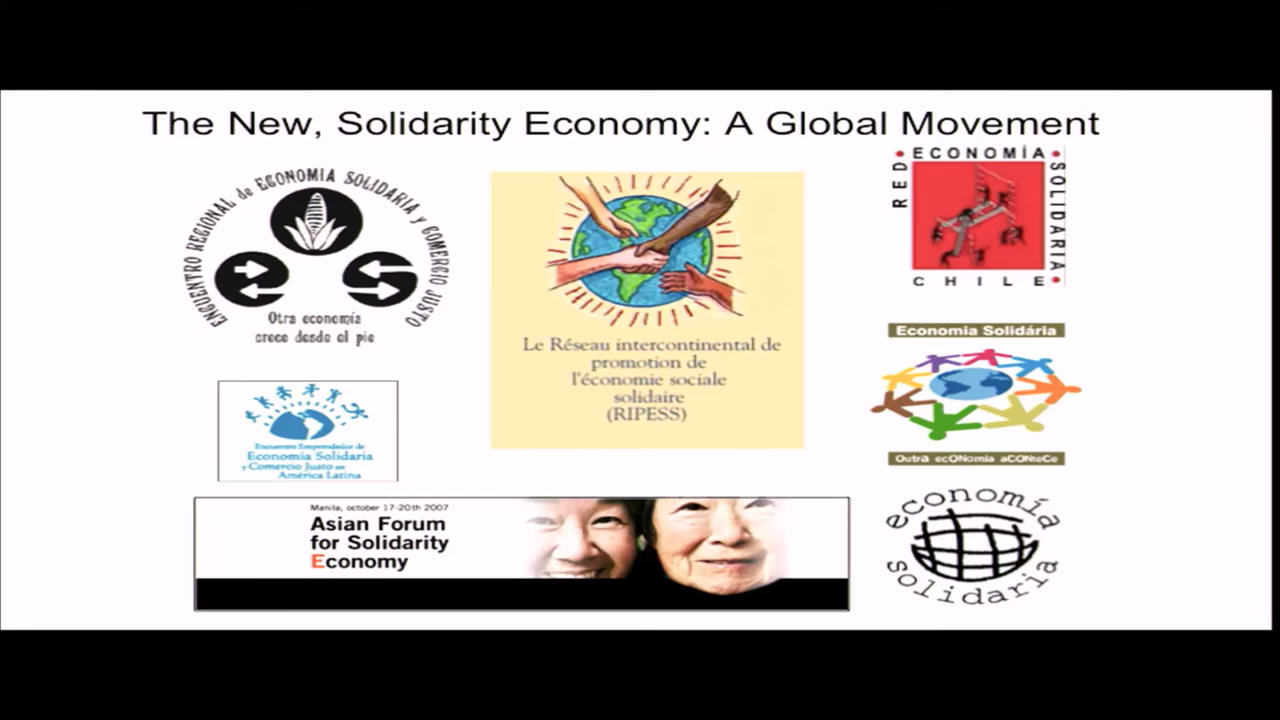 The New, Solidarity Economy: A Global Movement
ENCUENTRO REGIONAL de ECONOMIA SOLIDARIA y COMERCIO JUSTO
Otra economía
crece desde el pie
Le Réseau intercontinental de
promotion de
l'économie sociale
solidaire
(RIPESS)
RED
ECONOMÍA
SOLIDARIA
CHILE
Economia Solidária
Outra ecONomia aCONteCe
Encuentro Emprendedor de
Economía Solidaria
y Comercio Justo en
América Latina
Manila, october 17-20th 2007
Asian Forum
for Solidarity
Economy
economía
solidaria